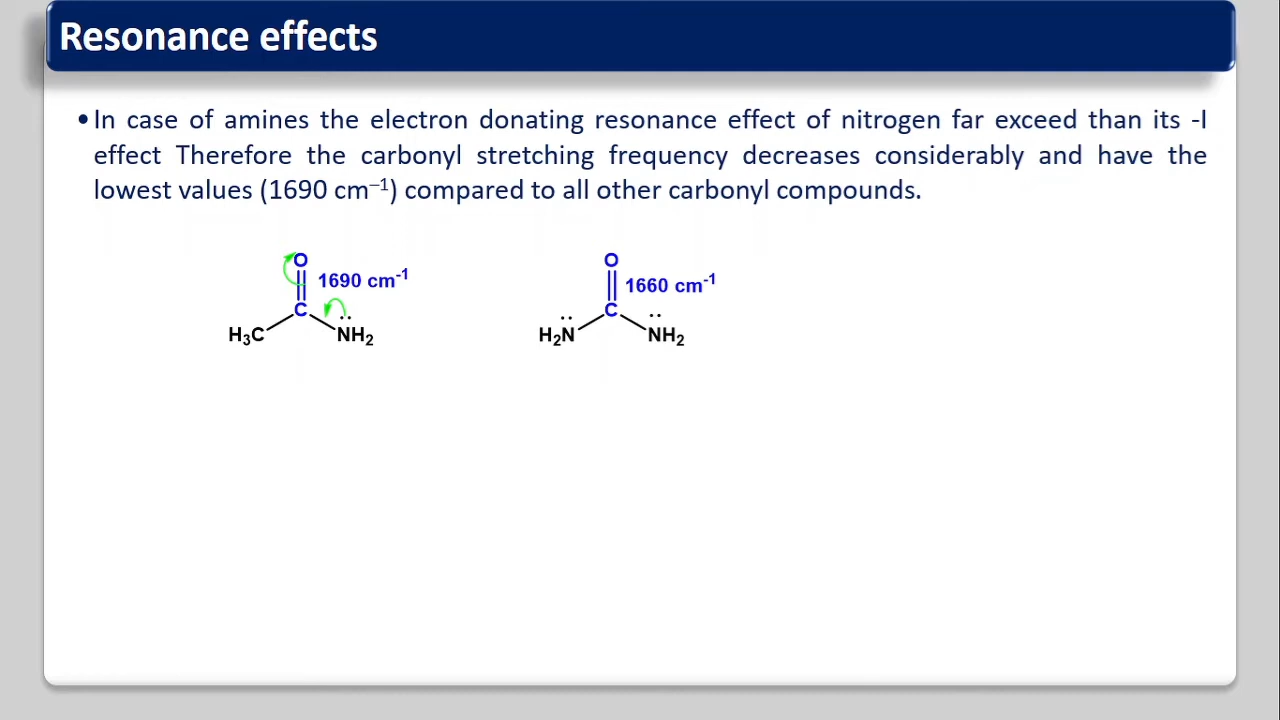 Resonance effects
•In case of amines the electron donating resonance effect of nitrogen far exceed than its -I
effect Therefore the carbonyl stretching frequency decreases considerably and have the
lowest values (1690 cm⁻¹) compared to all other carbonyl compounds.
O
1690 cm⁻¹
C
H₃C
NH₂
O
1660 cm⁻¹
C
H₂N
NH₂